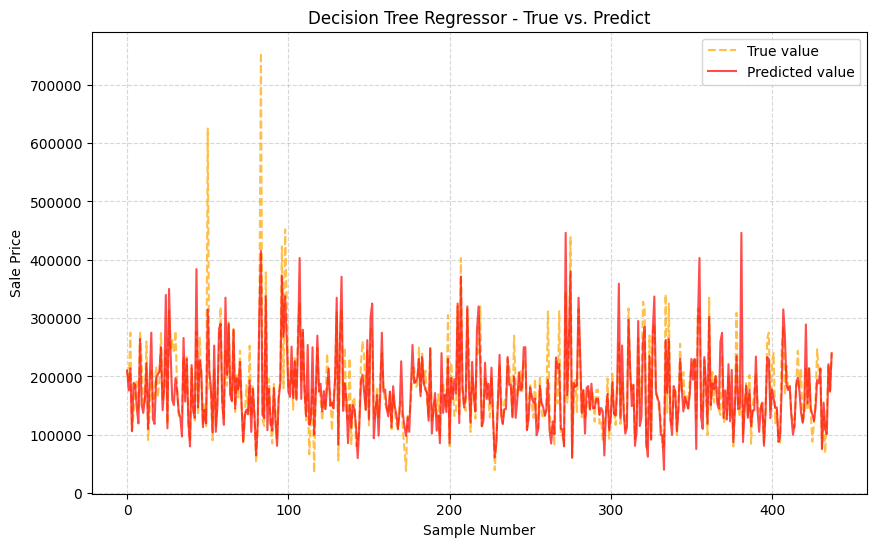 Decision Tree Regressor - True vs. Predict
True value
Predicted value
700000
600000
500000
400000
300000
200000
100000
0
Sale Price
0 100 200 300 400
Sample Number